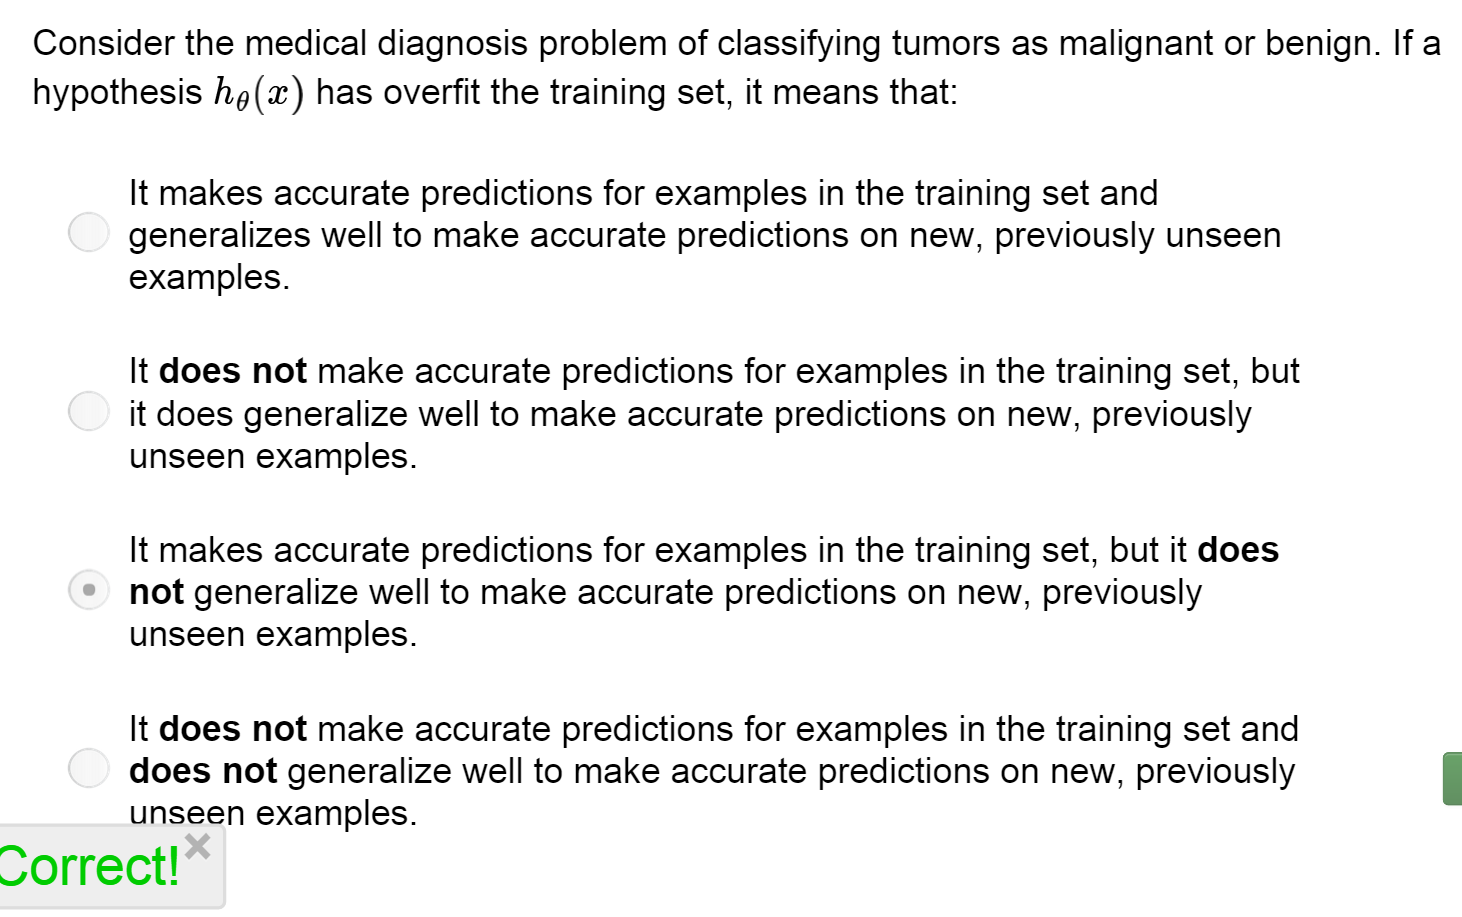 Consider the medical diagnosis problem of classifying tumors as malignant or benign. If a
hypothesis hθ(x) has overfit the training set, it means that:
It makes accurate predictions for examples in the training set and
generalizes well to make accurate predictions on new, previously unseen
examples.
It does not make accurate predictions for examples in the training set, but
it does generalize well to make accurate predictions on new, previously
unseen examples.
It makes accurate predictions for examples in the training set, but it does
not generalize well to make accurate predictions on new, previously
unseen examples.
It does not make accurate predictions for examples in the training set and
does not generalize well to make accurate predictions on new, previously
unseen examples.
Correct!